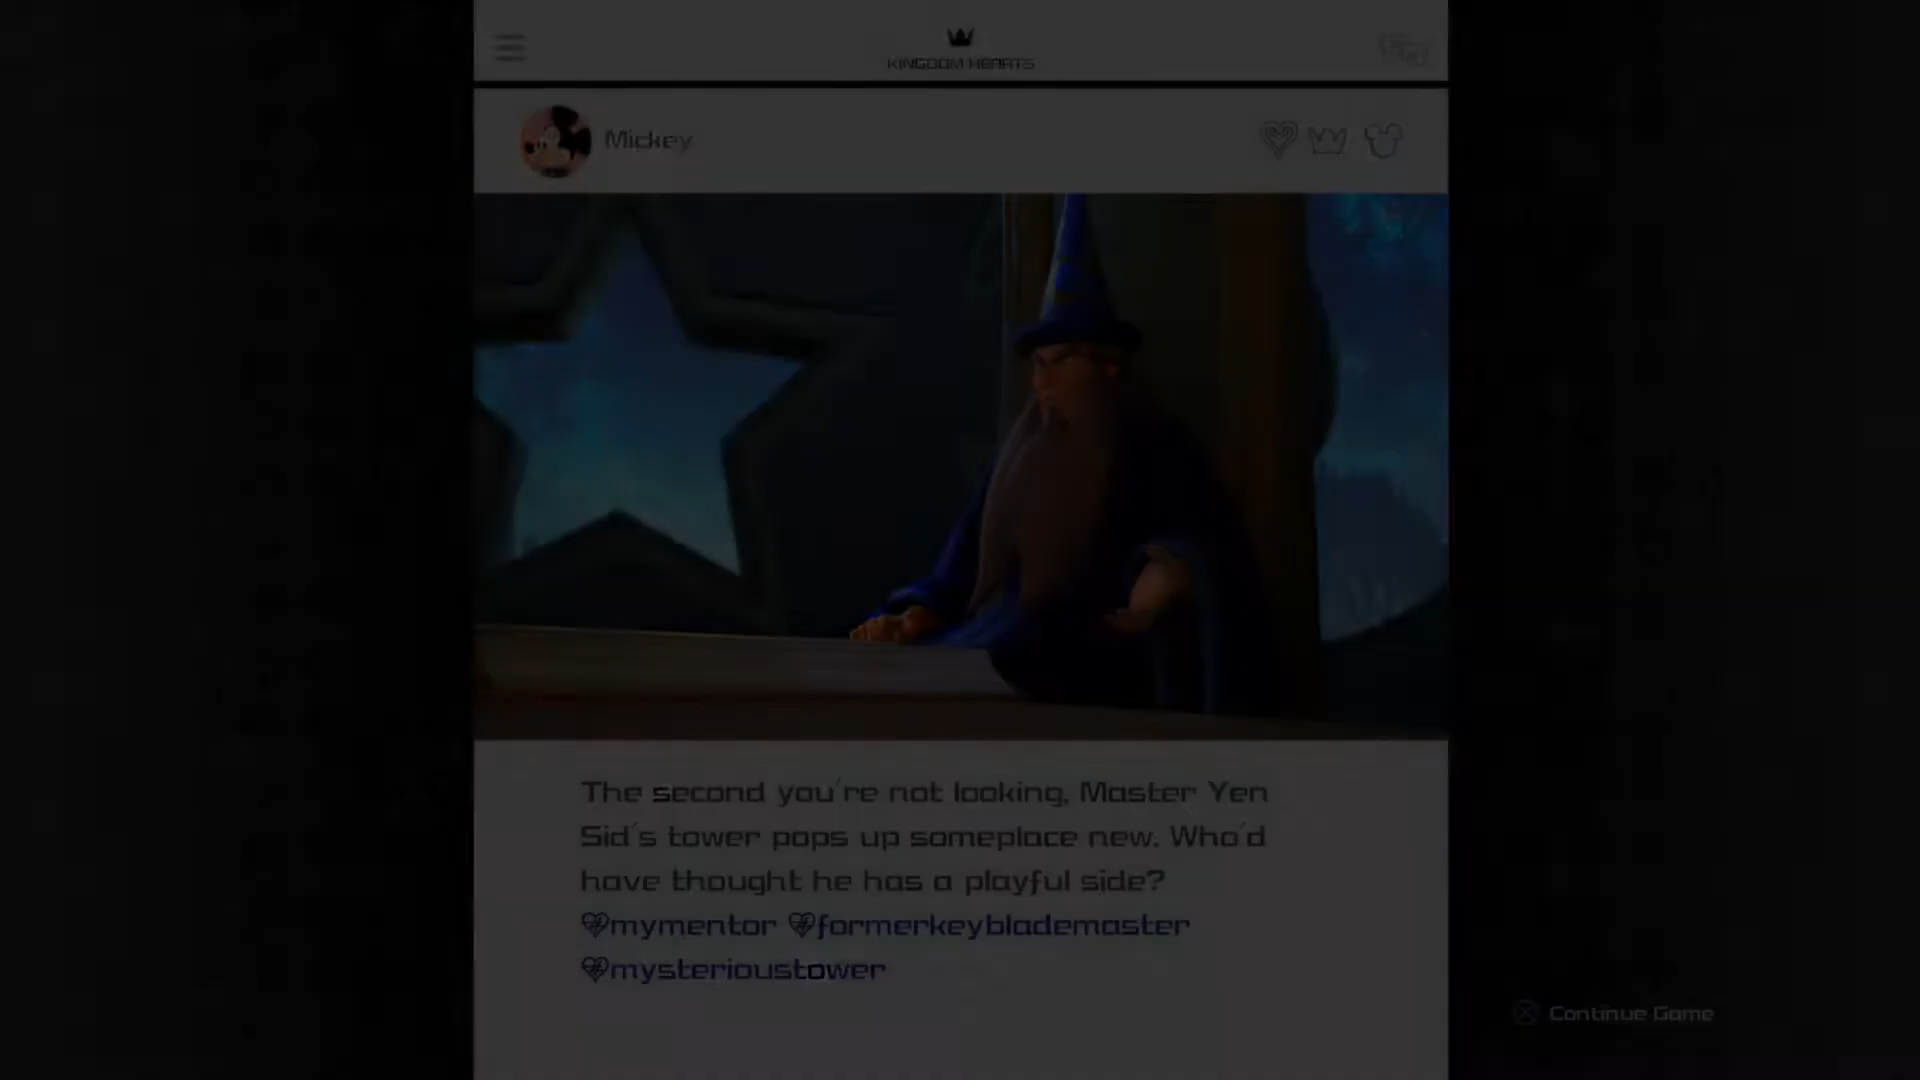 KINGDOM HEARTS
Mickey
The second you're not looking, Master Yen
Sid's tower pops up someplace new. Who'd
have thought he has a playful side?
mymentor formerkeyblademaster
mysterioustower
Continue Game